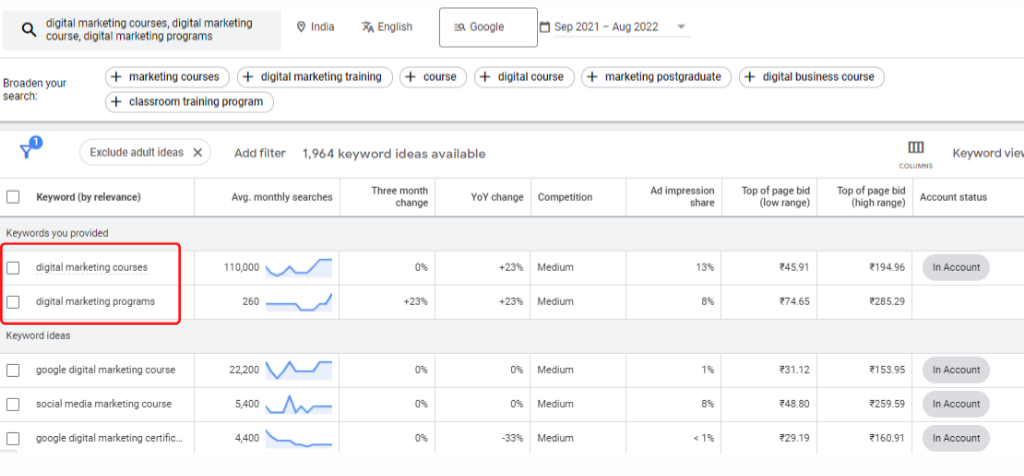 digital marketing courses, digital marketing
course, digital marketing programs
India
English
Google
Sep 2021 – Aug 2022
Broaden your
search:
marketing courses
digital marketing training
course
digital course
marketing postgraduate
digital business course
classroom training program
1
Exclude adult ideas
Add filter
1,964 keyword ideas available
COLUMNS
Keyword view
Keyword (by relevance) Avg. monthly searches Three month change YoY change Competition Ad impression share Top of page bid (low range) Top of page bid (high range) Account status
Keywords you provided
digital marketing courses 110,000 0% +23% Medium 13% ₹45.91 ₹194.96 In Account
digital marketing programs 260 +23% +23% Medium 8% ₹74.65 ₹285.29
Keyword ideas
google digital marketing course 22,200 0% 0% Medium 1% ₹31.12 ₹153.95 In Account
social media marketing course 5,400 0% 0% Medium 8% ₹48.80 ₹259.59 In Account
google digital marketing certific... 4,400 0% -33% Medium < 1% ₹29.19 ₹160.91 In Account